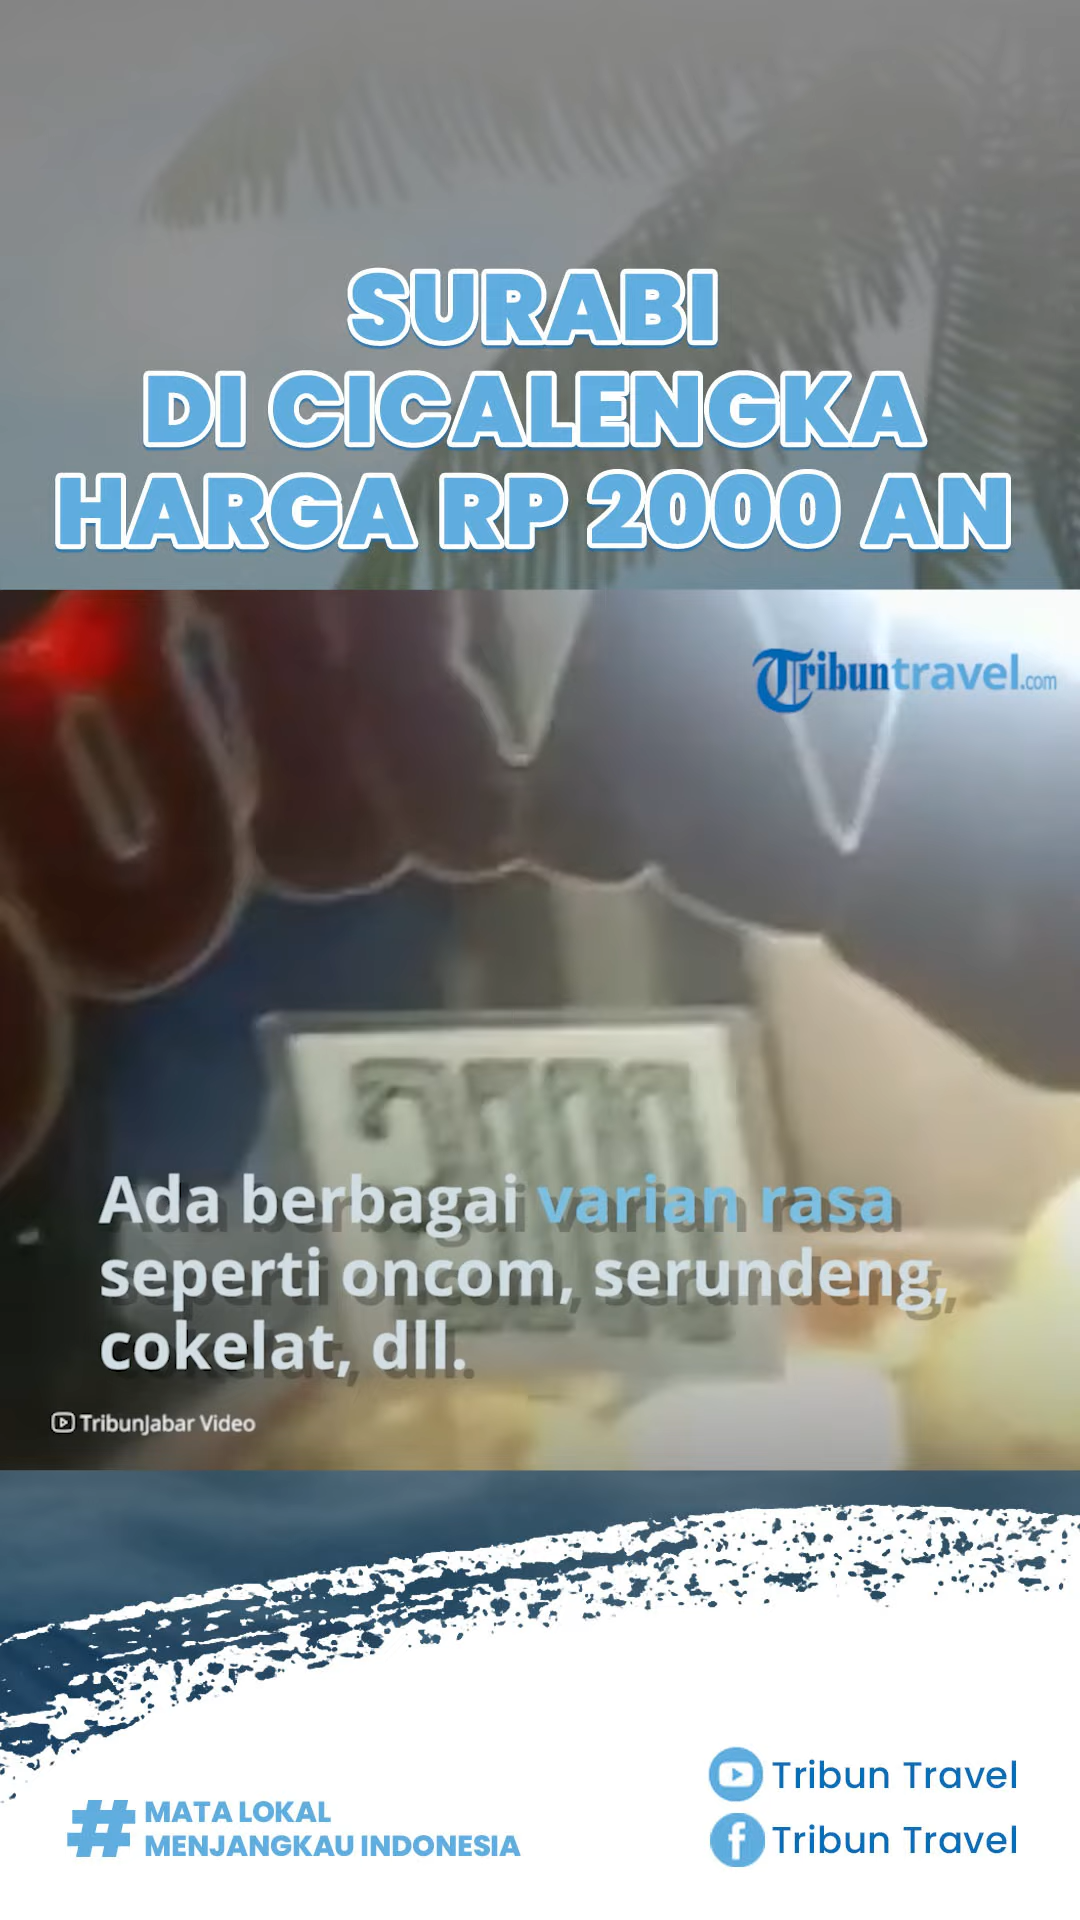 SURABI
DI CICALENGKA
HARGA RP 2000 AN
Tribuntravel.com
Ada berbagai varian rasa
seperti oncom, serundeng,
cokelat, dll.
TribunJabar Video
Tribun Travel
#MATA LOKAL
MENJANGKAU INDONESIA
Tribun Travel